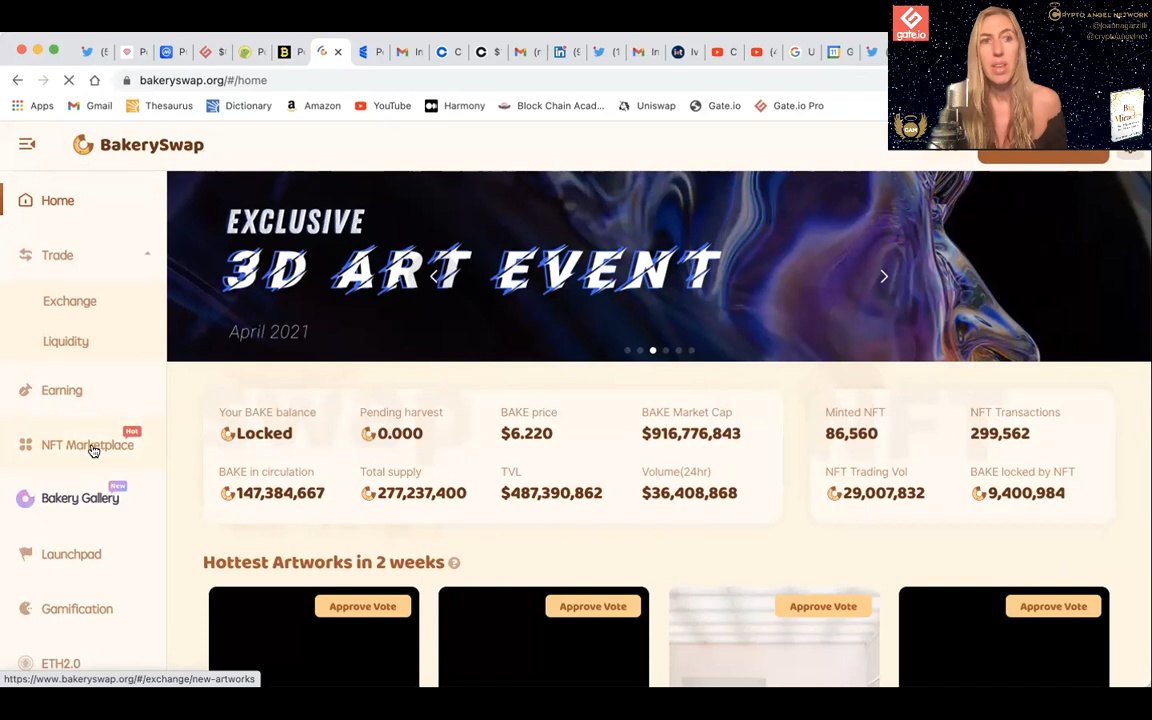 gate.io
CRYPTO ANGEL NETWORK
@joannagarzilli
@cryptoangelnet
CAN
Big
Miracles
bakeryswap.org/#/home
Apps
Gmail
Thesaurus
Dictionary
Amazon
YouTube
Harmony
Block Chain Acad...
Uniswap
Gate.io
Gate.io Pro
BakerySwap
Home
Trade
Exchange
Liquidity
Earning
Hot
NFT Marketplace
New
Bakery Gallery
Launchpad
Gamification
ETH2.0
EXCLUSIVE
3D ART EVENT
April 2021
Your BAKE balance
Locked
Pending harvest
0.000
BAKE price
$6.220
BAKE Market Cap
$916,776,843
Minted NFT
86,560
NFT Transactions
299,562
BAKE in circulation
147,384,667
Total supply
277,237,400
TVL
$487,390,862
Volume(24hr)
$36,408,868
NFT Trading Vol
29,007,832
BAKE locked by NFT
9,400,984
Hottest Artworks in 2 weeks
Approve Vote
Approve Vote
Approve Vote
Approve Vote
https://www.bakeryswap.org/#/exchange/new-artworks